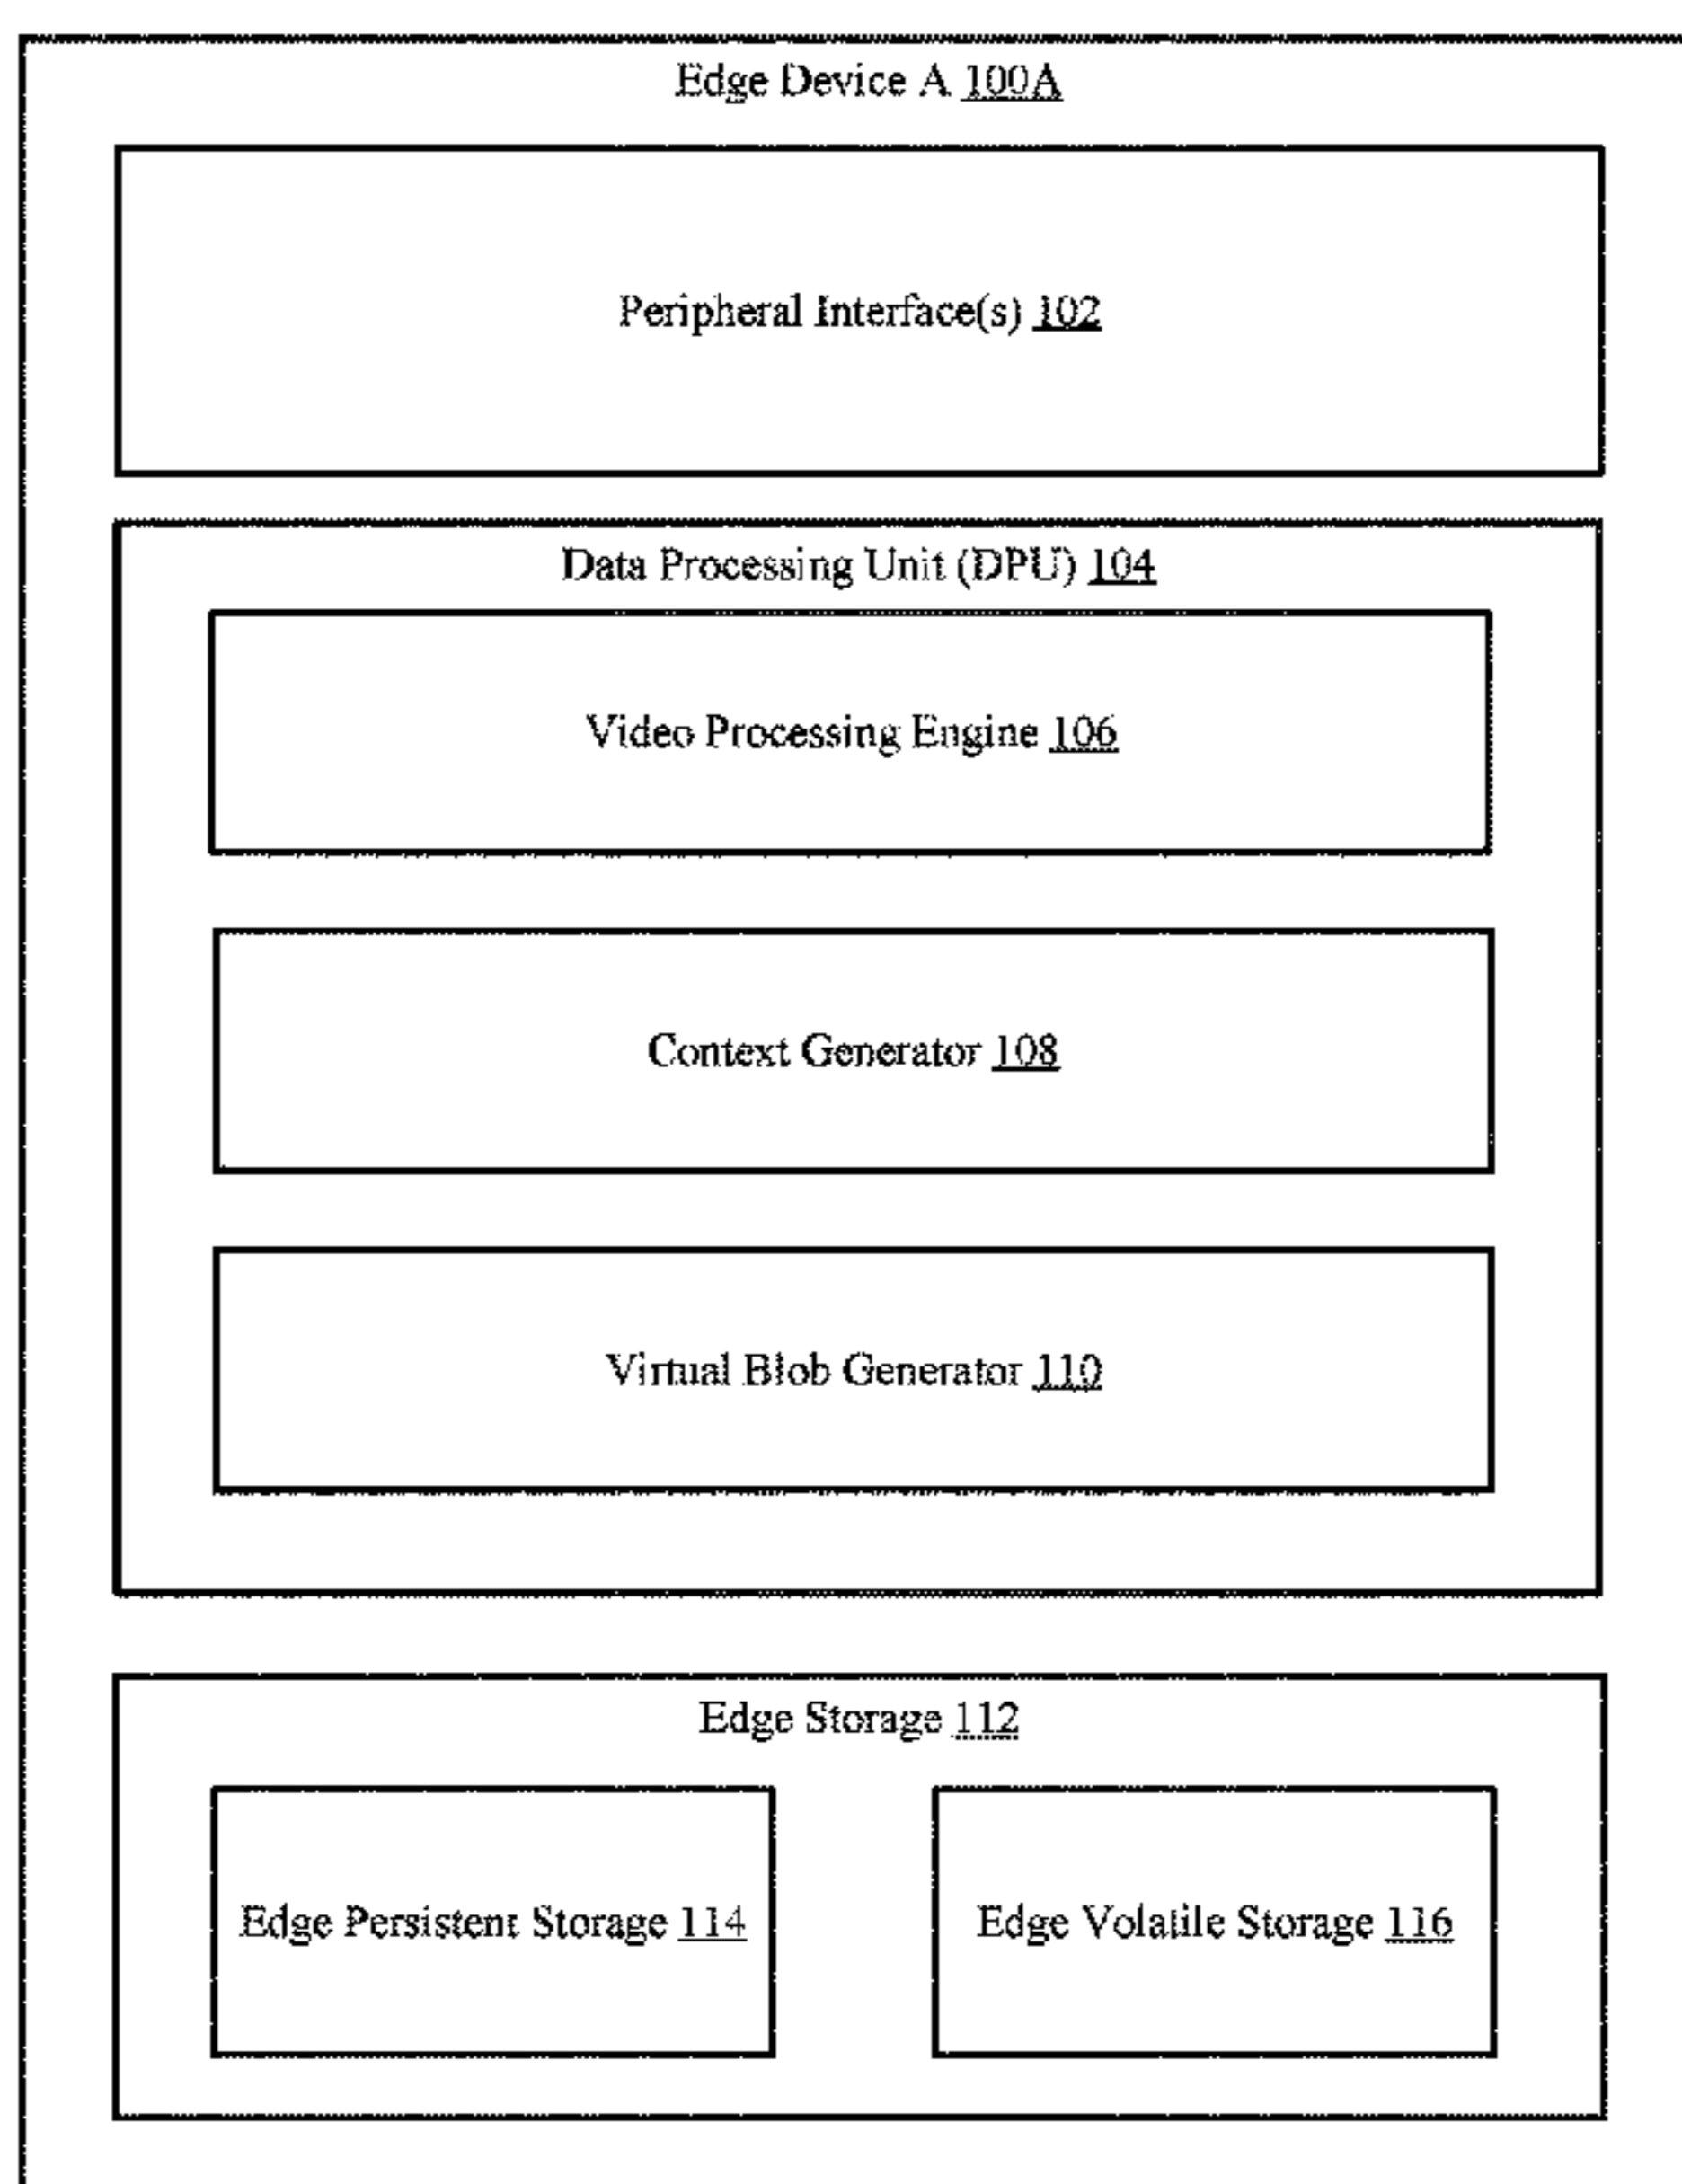 Edge Device A 100A
Peripheral Interface(s) 102
Data Processing Unit (DPU) 104
Video Processing Engine 106
Context Generator 108
Virtual Blob Generator 110
Edge Storage 112
Edge Persistent Storage 114
Edge Volatile Storage 116